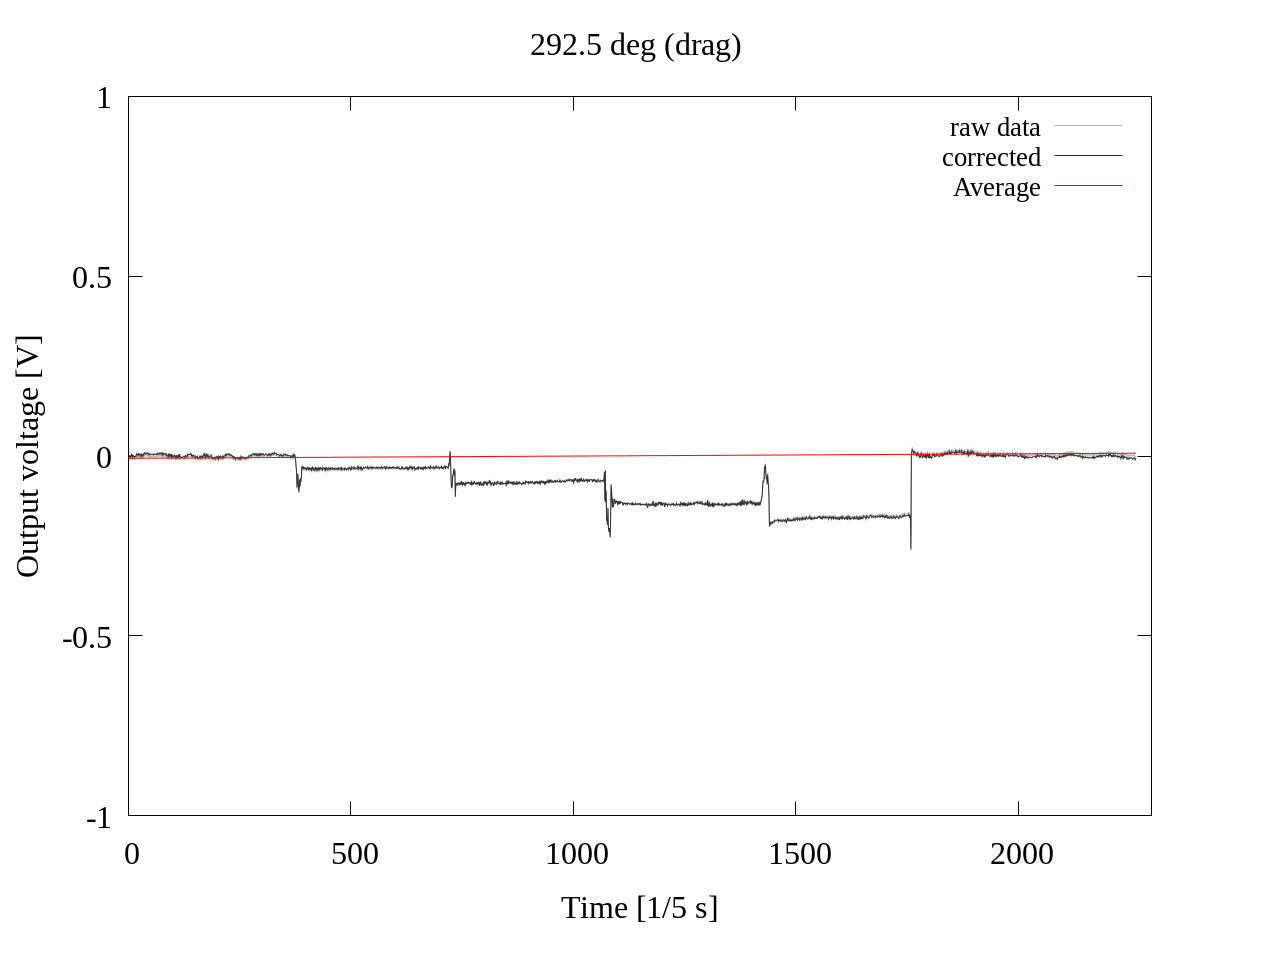 292.5 deg (drag)
1
raw data
corrected
Average
0.5
0
-0.5
-1
Output voltage [V]
0 500 1000 1500 2000
Time [1/5 s]